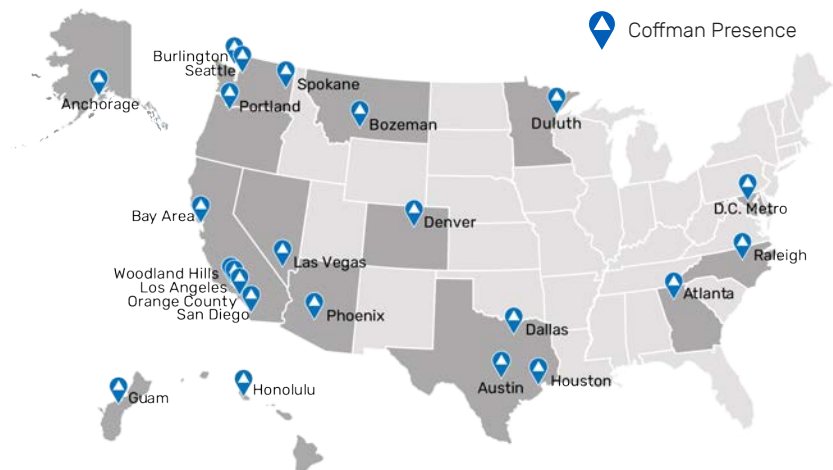 Coffman Presence
Burlington
Seattle
Spokane
Anchorage
Portland
Bozeman
Duluth
Bay Area
Denver
D.C. Metro
Las Vegas
Raleigh
Woodland Hills
Los Angeles
Orange County
San Diego
Phoenix
Atlanta
Dallas
Austin
Houston
Guam
Honolulu